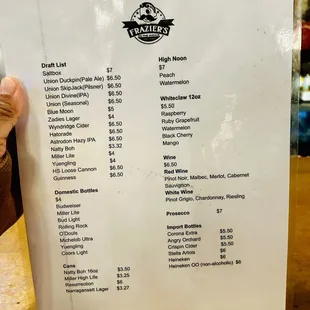 FRAZIER'S
Draft List
Saltbox $7
Union Duckpin(Pale Ale) $6.50
Union SkipJack(Pilsner) $6.50
Union Divine(IPA) $6.50
Union (Seasonal) $6.50
Blue Moon $5
Zadies Lager $4
Wyndridge Cider $6.50
Hatorade $6.50
Astrodon Hazy IPA $6.50
Natty Boh $3.32
Miller Lite $4
Yuengling $4
HS Loose Cannon $6.50
Guinness $6.50
Domestic Bottles
$4
Budweiser
Miller Lite
Bud Light
Rolling Rock
O'Douls
Michelob Ultra
Yuengling
Coors Light
Cans
Natty Boh 16oz $3.50
Miller High Life $3.25
Resurrection $6
Narragansett Lager $3.27
High Noon
$7
Peach
Watermelon
Whiteclaw 12oz
$5.50
Raspberry
Ruby Grapefruit
Watermelon
Black Cherry
Mango
Wine
$6.50
Red Wine
Pinot Noir, Malbec, Merlot, Cabernet
Sauvigtion
White Wine
Pinot Grigio, Chardonnay, Riesling
Prosecco $7
Import Bottles
Corona Extra $5.50
Angry Orchard $5.50
Crispin Cider $5.50
Stella Artois $6
Heineken $6
Heineken OO (non-alcoholic) $6